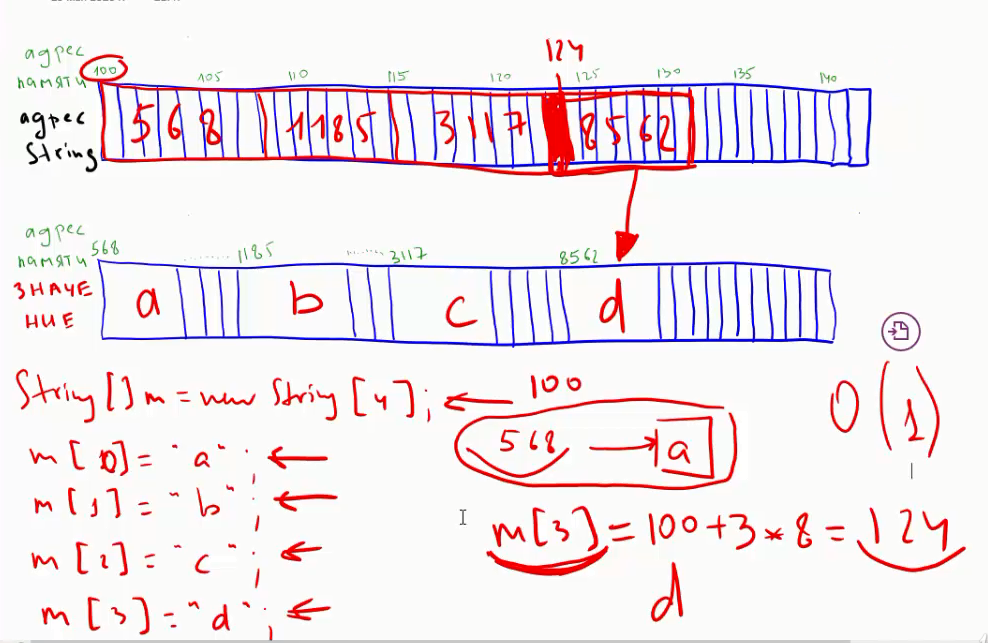 124
адрес
памяти 100 105 110 115 120 125 130 135 140
адрес
String 568 1185 3117 8562
адрес
памяти 568 ........ 1185 ........ 3117 8562
ЗНАЧЕ
НИЕ a b c d
String[] m = new String [4]; 100
568 a
O(1)
m[0] = "a";
m[1] = "b";
m[2] = "c";
m[3] = "d";
m[3] = 100+3*8 = 124
d